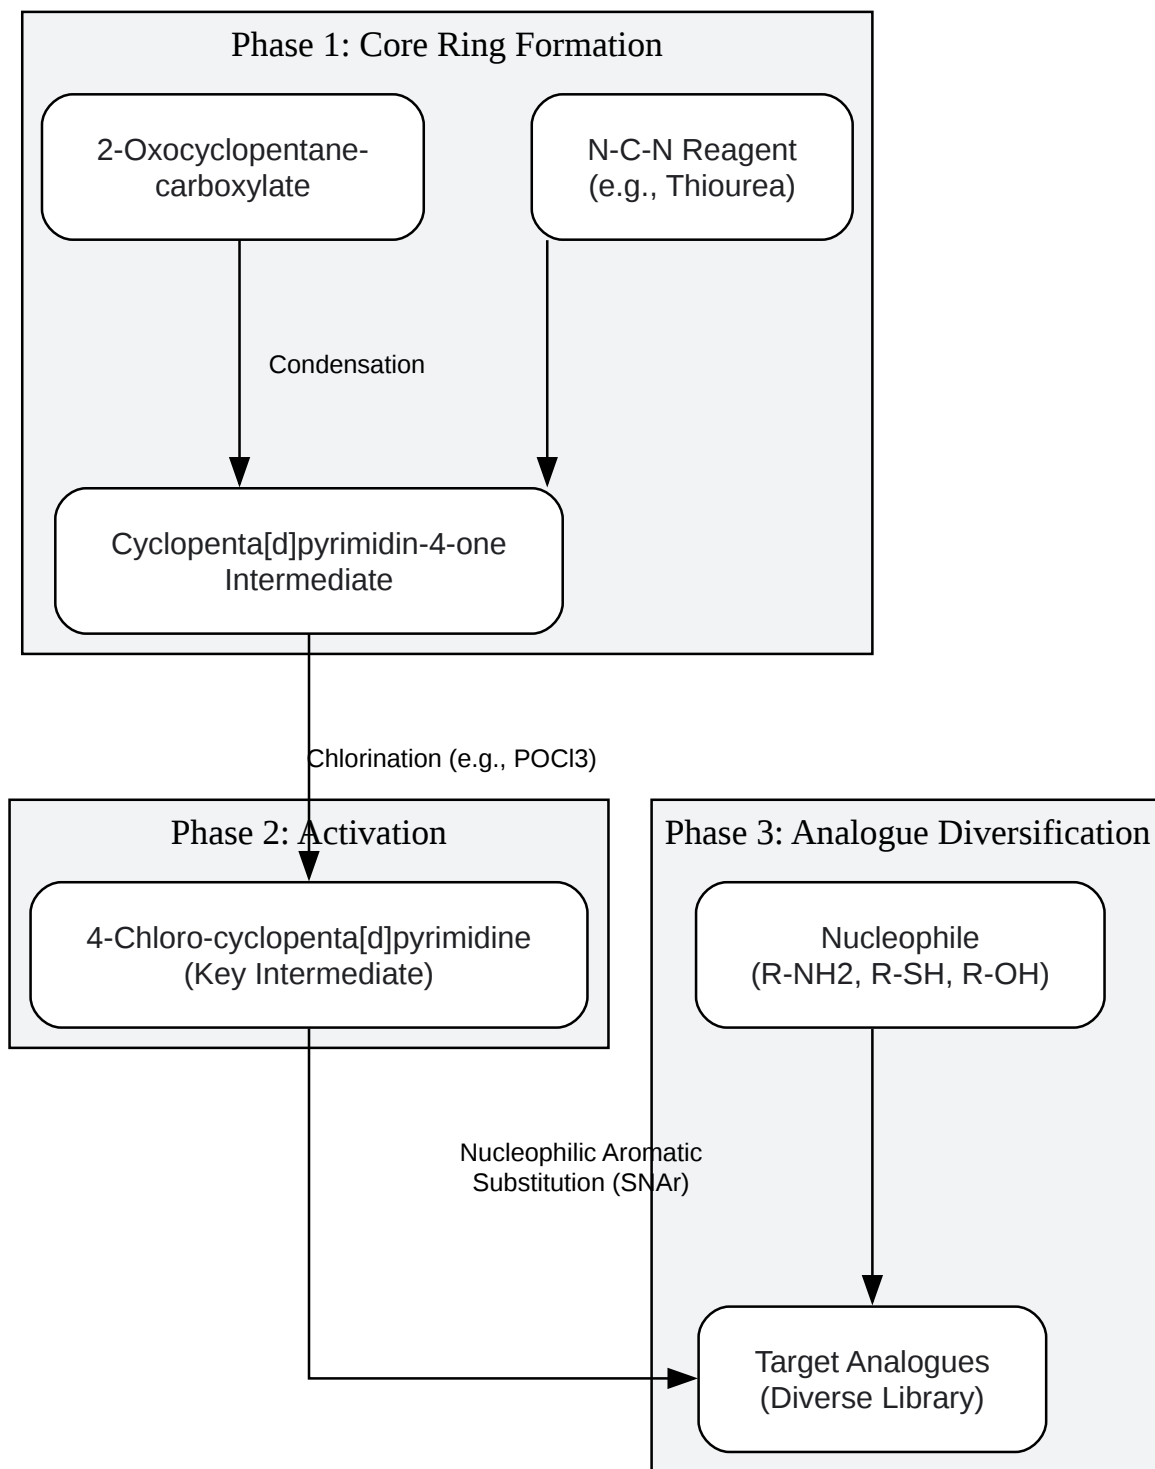 Phase 1: Core Ring Formation
2-Oxocyclopentane-
carboxylate
N-C-N Reagent
(e.g., Thiourea)
Condensation
Cyclopenta[d]pyrimidin-4-one
Intermediate
Chlorination (e.g., POCl3)
Phase 2: Activation
4-Chloro-cyclopenta[d]pyrimidine
(Key Intermediate)
Phase 3: Analogue Diversification
Nucleophile
(R-NH2, R-SH, R-OH)
Nucleophilic Aromatic
Substitution (SNAr)
Target Analogues
(Diverse Library)